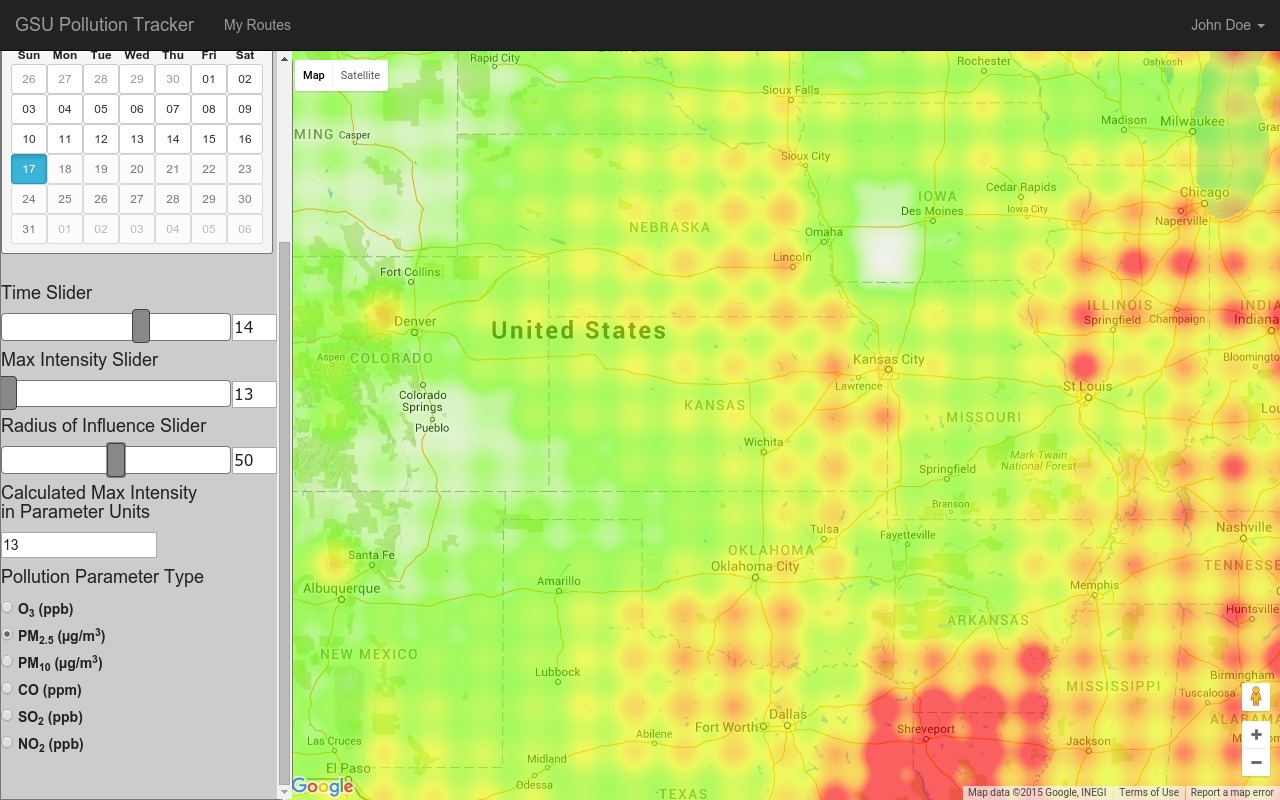 GSU Pollution Tracker My Routes John Doe
Sun Mon Tue Wed Thu Fri Sat
26 27 28 29 30 01 02
03 04 05 06 07 08 09
10 11 12 13 14 15 16
17 18 19 20 21 22 23
24 25 26 27 28 29 30
31 01 02 03 04 05 06
Time Slider
14
Max Intensity Slider
13
Radius of Influence Slider
50
Calculated Max Intensity
in Parameter Units
13
Pollution Parameter Type
O3 (ppb)
PM2.5 (µg/m3)
PM10 (µg/m3)
CO (ppm)
SO2 (ppb)
NO2 (ppb)
Map Satellite
Rapid City
Rochester
Oshkosh
Sioux Falls
Madison
Milwaukee
MING
Casper
Sioux City
IOWA
Cedar Rapids
Chicago
Des Moines
Iowa City
Naperville
NEBRASKA
Omaha
Lincoln
Fort Collins
ILLINOIS
Springfield
Champaign
Denver
United States
Aspen
COLORADO
Kansas City
Lawrence
St Louis
Colorado
Springs
Pueblo
KANSAS
MISSOURI
Wichita
Mark Twain
National Forest
Springfield
Branson
Tulsa
Nashville
Fayetteville
OKLAHOMA
Oklahoma City
Santa Fe
Albuquerque
Amarillo
Memphis
Huntsville
ARKANSAS
NEW MEXICO
Lubbock
Birmingham
MISSISSIPPI
Tuscaloosa
Dallas
Fort Worth
Shreveport
Abilene
Jackson
Las Cruces
Midland
El Paso
Odessa
TEXAS
Google
Map data ©2015 Google, INEGI Terms of Use Report a map error